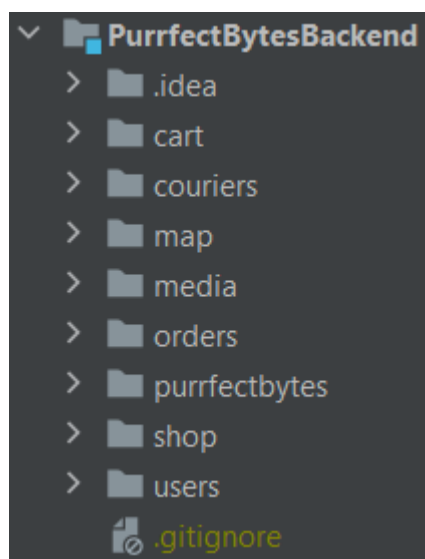 PurrfectBytesBackend
.idea
cart
couriers
map
media
orders
purrfectbytes
shop
users
.gitignore